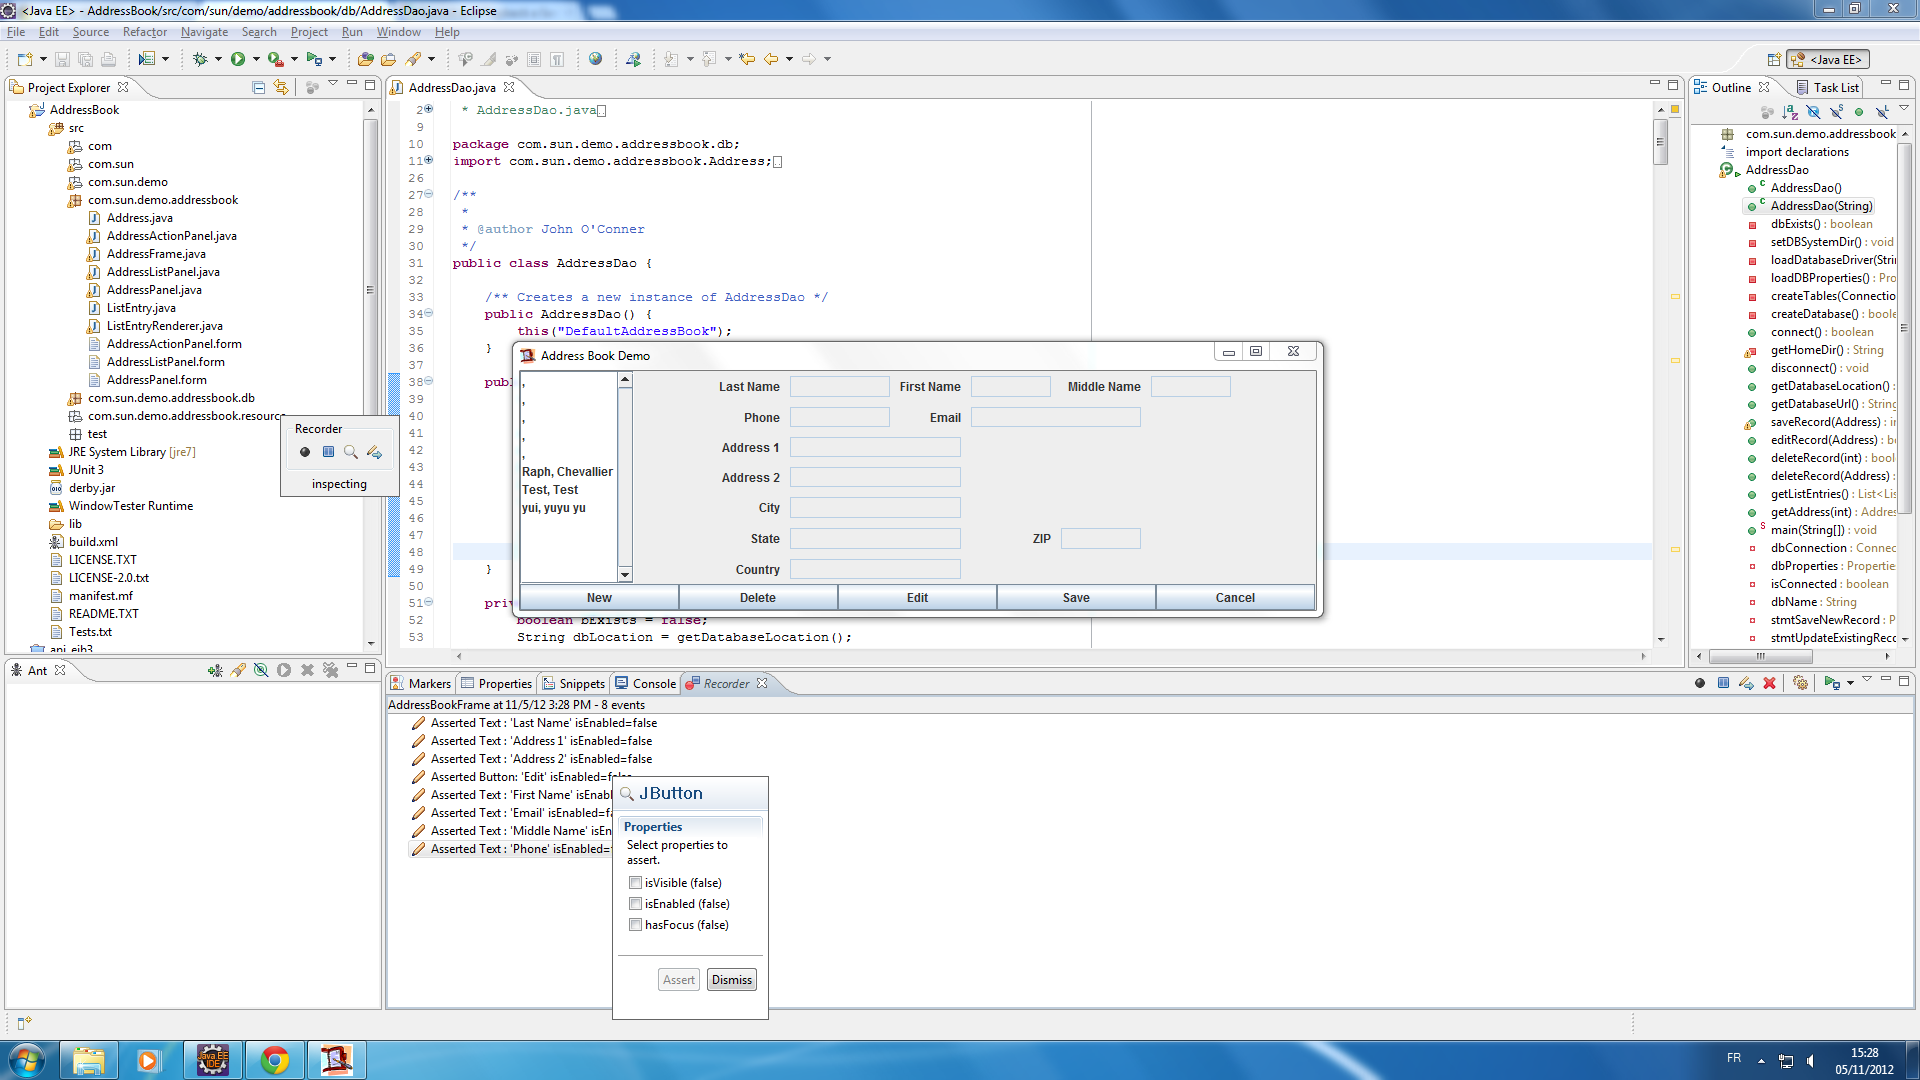 <Java EE> - AddressBook/src/com/sun/demo/addressbook/db/AddressDao.java - Eclipse
File Edit Source Refactor Navigate Search Project Run Window Help
<Java EE>
Project Explorer
AddressBook
src
com
com.sun
com.sun.demo
com.sun.demo.addressbook
Address.java
AddressActionPanel.java
AddressFrame.java
AddressListPanel.java
AddressPanel.java
ListEntry.java
ListEntryRenderer.java
AddressActionPanel.form
AddressListPanel.form
AddressPanel.form
com.sun.demo.addressbook.db
com.sun.demo.addressbook.resource
test
JRE System Library [jre7]
JUnit 3
derby.jar
WindowTester Runtime
lib
build.xml
LICENSE.TXT
LICENSE-2.0.txt
manifest.mf
README.TXT
Tests.txt
api_ejb3
Recorder
inspecting
Ant
AddressDao.java
2 * AddressDao.java
9
10 package com.sun.demo.addressbook.db;
11 import com.sun.demo.addressbook.Address;
26
27 /**
28 *
29 * @author John O'Conner
30 */
31 public class AddressDao {
32
33 /** Creates a new instance of AddressDao */
34 public AddressDao() {
35 this("DefaultAddressBook");
36 }
37
38 pub
39
40
41
42
43
44
45
46
47
48
49 }
50
51 pri
52 boolean bExists = false;
53 String dbLocation = getDatabaseLocation();
Address Book Demo
,
,
,
,
,
Raph, Chevallier
Test, Test
yui, yuyu yu
Last Name First Name Middle Name
Phone Email
Address 1
Address 2
City
State ZIP
Country
New Delete Edit Save Cancel
Outline Task List
com.sun.demo.addressbook
import declarations
AddressDao
AddressDao()
AddressDao(String)
dbExists() : boolean
setDBSystemDir() : void
loadDatabaseDriver(Strin
loadDBProperties() : Pro
createTables(Connectio
createDatabase() : boole
connect() : boolean
getHomeDir() : String
disconnect() : void
getDatabaseLocation() :
getDatabaseUrl() : String
saveRecord(Address) : in
editRecord(Address) : bo
deleteRecord(int) : bool
deleteRecord(Address) :
getListEntries() : List<Lis
getAddress(int) : Addres
main(String[]) : void
dbConnection : Connec
dbProperties : Propertie
isConnected : boolean
dbName : String
stmtSaveNewRecord : P
stmtUpdateExistingRecc
Markers Properties Snippets Console Recorder
AddressBookFrame at 11/5/12 3:28 PM - 8 events
Asserted Text : 'Last Name' isEnabled=false
Asserted Text : 'Address 1' isEnabled=false
Asserted Text : 'Address 2' isEnabled=false
Asserted Button: 'Edit' isEnabled=false
Asserted Text : 'First Name' isEnabl
Asserted Text : 'Email' isEnabled=fa
Asserted Text : 'Middle Name' isEn
Asserted Text : 'Phone' isEnabled=
JButton
Properties
Select properties to
assert.
isVisible (false)
isEnabled (false)
hasFocus (false)
Assert Dismiss
Java EE
IDE
FR
15:28
05/11/2012